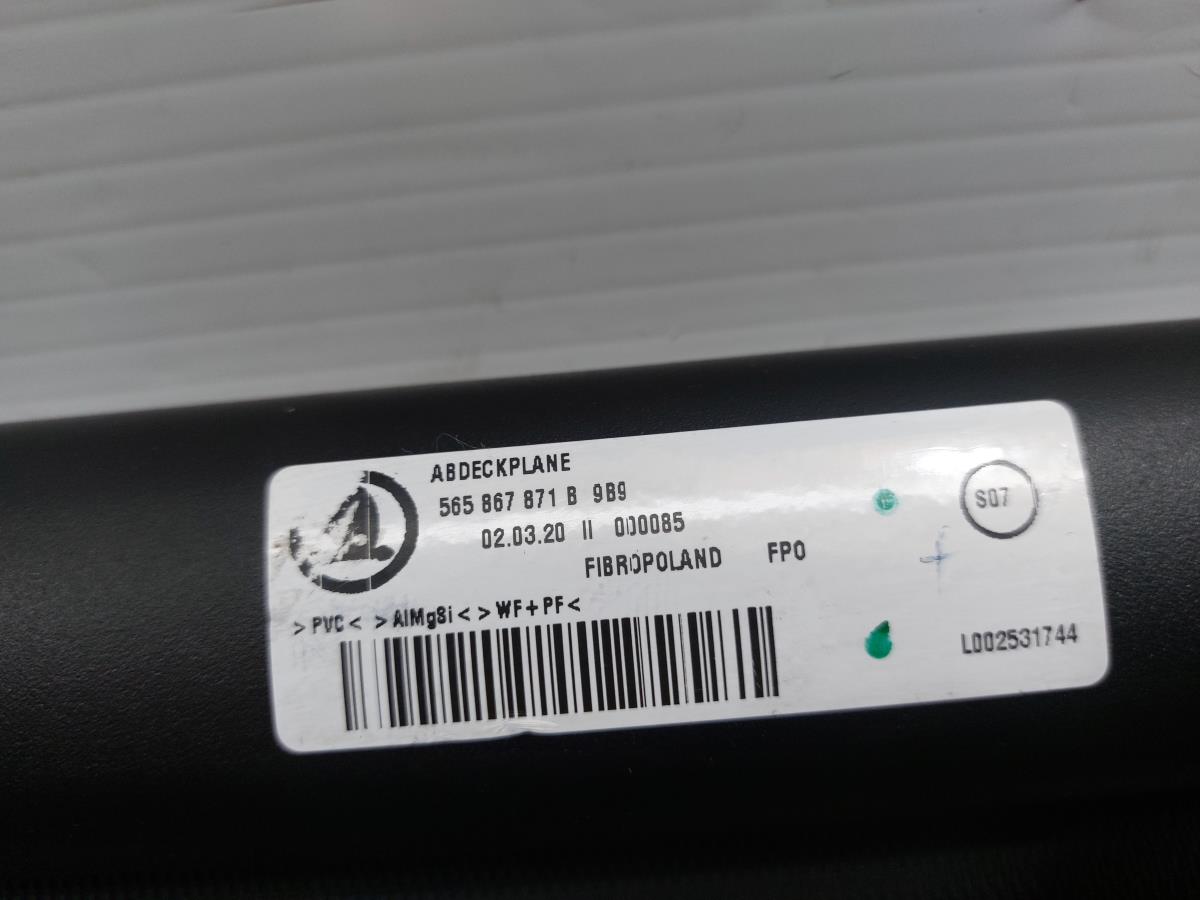 ABDECKPLANE
565 867 871 B 9B9
02.03.20 II 000085
FIBROPOLAND FPO
S07
>PVC< >AlMgSi< >WF+PF<
L002531744